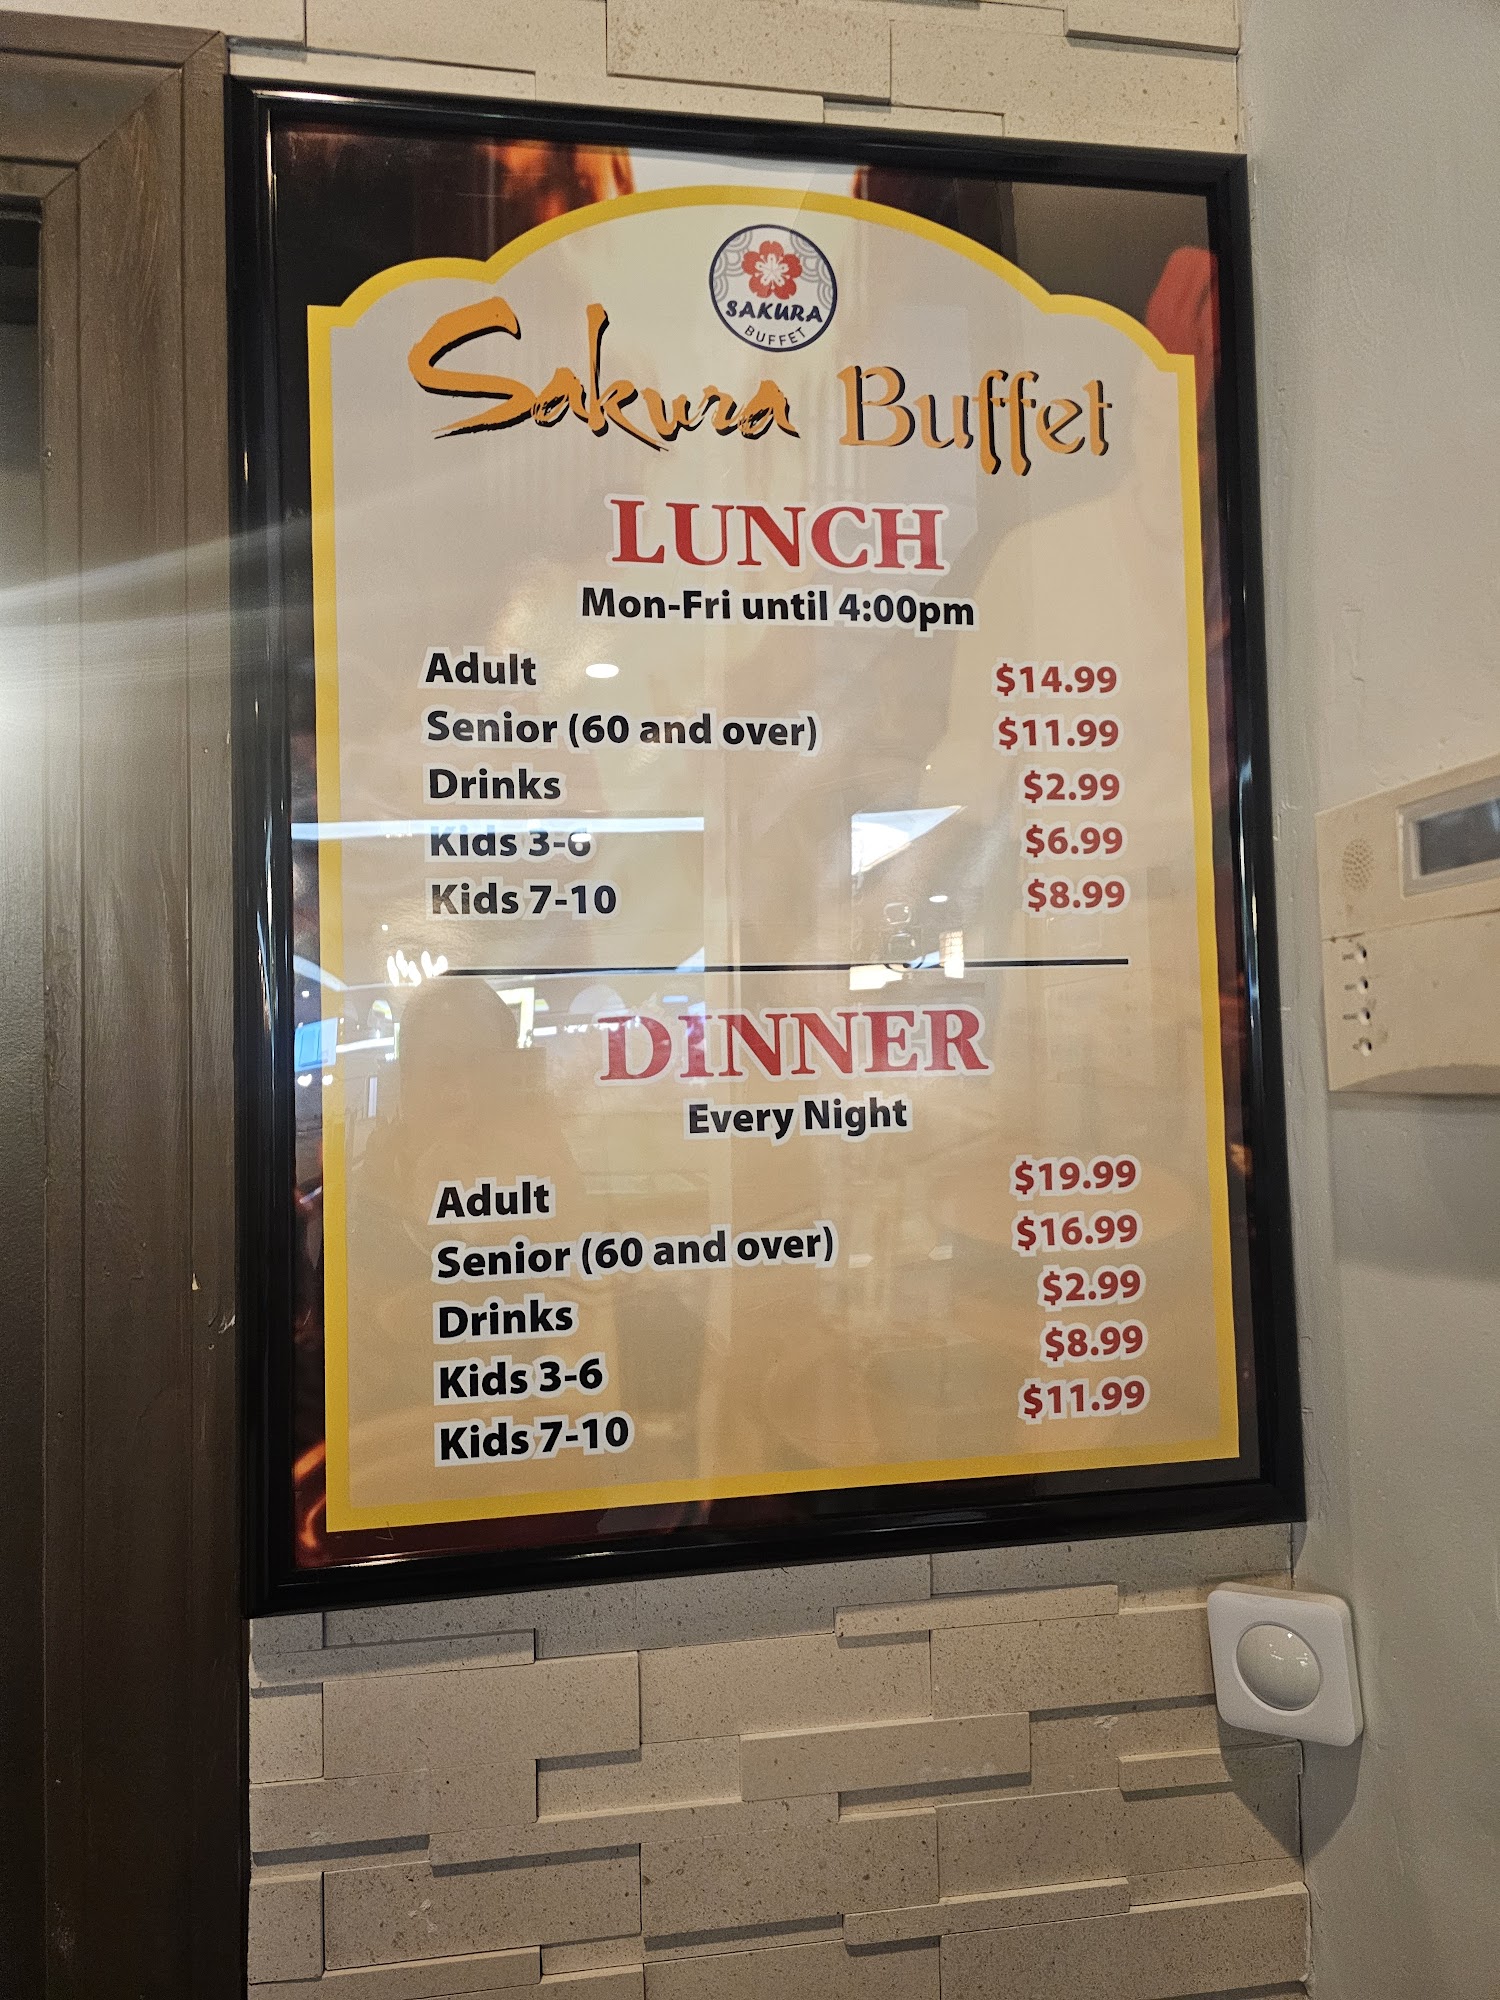 SAKURA
BUFFET
Sakura Buffet
LUNCH
Mon-Fri until 4:00pm
Adult $14.99
Senior (60 and over) $11.99
Drinks $2.99
Kids 3-6 $6.99
Kids 7-10 $8.99
DINNER
Every Night
Adult $19.99
Senior (60 and over) $16.99
Drinks $2.99
Kids 3-6 $8.99
Kids 7-10 $11.99